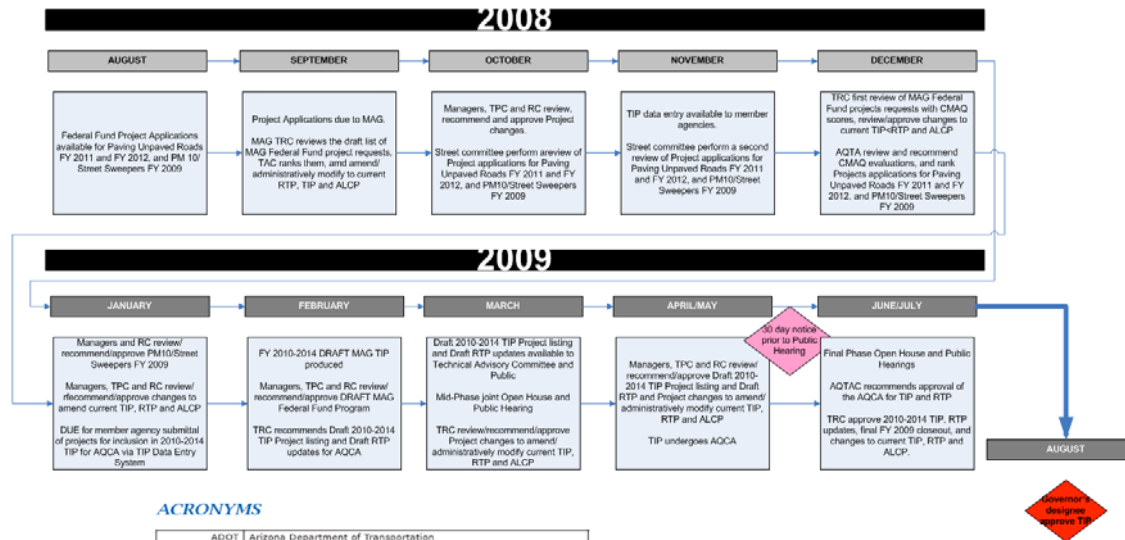 2008
AUGUST
SEPTEMBER
OCTOBER
NOVEMBER
DECEMBER
Federal Fund Project Applications
available for Paving Unpaved Roads
FY 2011 and FY 2012, and PM 10/
Street Sweepers FY 2009
Project Applications due to MAG.
MAG TRC reviews the draft list of
MAG Federal Fund project requests,
TAC ranks them, amd amend/
administratively modify to current
RTP, TIP and ALCP
Managers, TPC and RC review,
recommend and approve Project
changes.
Street committee perform areview of
Project applications for Paving
Unpaved Roads FY 2011 and FY
2012, and PM10/Street Sweepers
FY 2009
TIP data entry available to member
agencies.
Street committee perform a second
review of Project applications for
Paving Unpaved Roads FY 2011
and FY 2012, and PM10/Street
Sweepers FY 2009
TRC first review of MAG Federal
Fund projects requests with CMAQ
scores, review/approve changes to
current TIP<RTP and ALCP
AQTA review and recommend
CMAQ evaluations, and rank
Projects applications for Paving
Unpaved Roads FY 2011 and FY
2012, and PM10/Street Sweepers
FY 2009
2009
JANUARY
FEBRUARY
MARCH
APRIL/MAY
JUNE/JULY
Managers and RC review/
recommend/approve PM10/Street
Sweepers FY 2009
Managers, TPC and RC review/
rfecommend/approve changes to
amend current TIP, RTP and ALCP
DUE for member agency submittal
of projects for inclusion in 2010-2014
TIP for AQCA via TIP Data Entry
System
FY 2010-2014 DRAFT MAG TIP
produced
Managers, TPC and RC review/
recommend/approve DRAFT MAG
Federal Fund Program
TRC recommends Draft 2010-2014
TIP Project listing and Draft RTP
updates for AQCA
Draft 2010-2014 TIP Project listing
and Draft RTP updates available to
Technical Advisory Committee and
Public
Mid-Phase joint Open House and
Public Hearing
TRC review/recommend/approve
Project changes to amend/
administratively modify current TIP,
RTP and ALCP
Managers, TPC and RC review/
recommend/approve Draft 2010-
2014 TIP Project listing and Draft
RTP and Project changes to amend/
administratively modify current TIP,
RTP and ALCP
TIP undergoes AQCA
30 day notice
prior to Public
Hearing
Final Phase Open House and Public
Hearings
AQTAC recommends approval of
the AQCA for TIP and RTP
TRC approve 2010-2014 TIP, RTP
updates, final FY 2009 closeout, and
changes to current TIP, RTP and
ALCP.
AUGUST
Governor's
designee
approve TIP
ACRONYMS
ADOT Arizona Department of Transportation